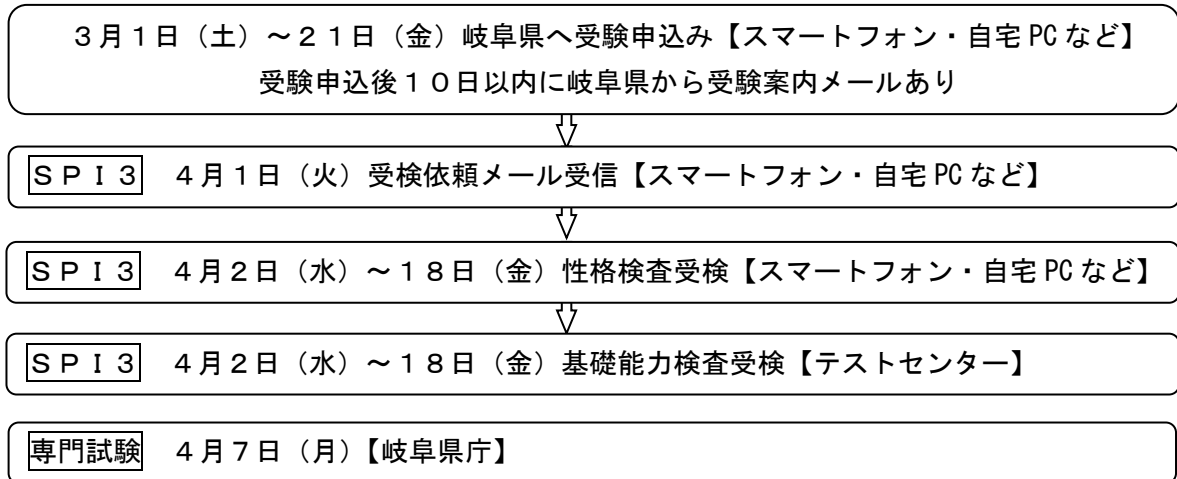 ３月１日（土）～２１日（金）岐阜県へ受験申込み【スマートフォン・自宅 PC など】
受験申込後１０日以内に岐阜県から受験案内メールあり
ＳＰＩ３　４月１日（火）受検依頼メール受信【スマートフォン・自宅 PC など】
ＳＰＩ３　４月２日（水）～１８日（金）性格検査受検【スマートフォン・自宅 PC など】
ＳＰＩ３　４月２日（水）～１８日（金）基礎能力検査受検【テストセンター】
専門試験　４月７日（月）【岐阜県庁】